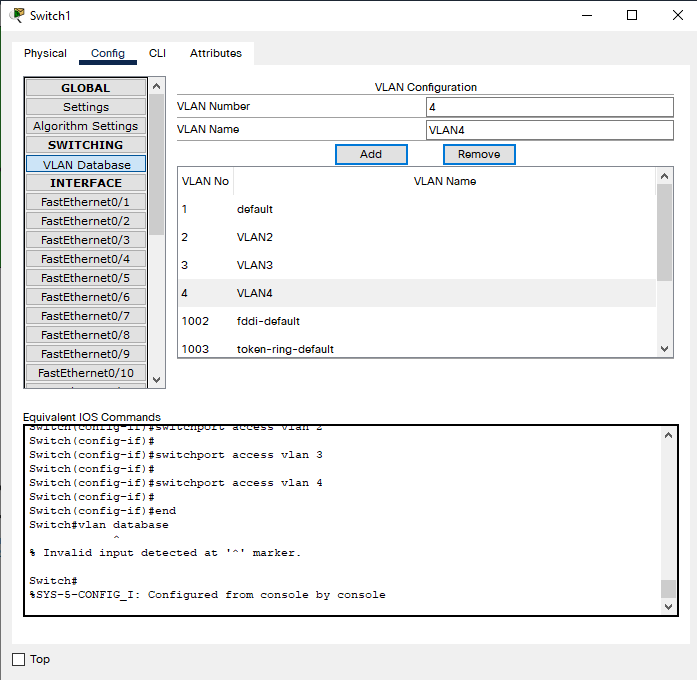 Switch1
Physical Config CLI Attributes
GLOBAL
Settings
Algorithm Settings
SWITCHING
VLAN Database
INTERFACE
FastEthernet0/1
FastEthernet0/2
FastEthernet0/3
FastEthernet0/4
FastEthernet0/5
FastEthernet0/6
FastEthernet0/7
FastEthernet0/8
FastEthernet0/9
FastEthernet0/10
VLAN Configuration
VLAN Number 4
VLAN Name VLAN4
Add Remove
VLAN No VLAN Name
1 default
2 VLAN2
3 VLAN3
4 VLAN4
1002 fddi-default
1003 token-ring-default
Equivalent IOS Commands
Switch(config-if)#switchport access vlan 2
Switch(config-if)#
Switch(config-if)#switchport access vlan 3
Switch(config-if)#
Switch(config-if)#switchport access vlan 4
Switch(config-if)#
Switch(config-if)#end
Switch#vlan database
^
% Invalid input detected at '^' marker.
Switch#
%SYS-5-CONFIG_I: Configured from console by console
Top